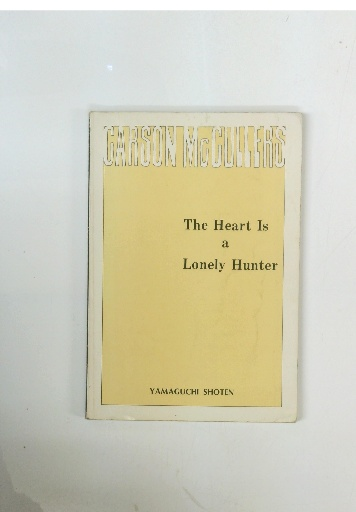 CARSON McCULLERS
The Heart Is
a
Lonely Hunter
YAMAGUCHI SHOTEN